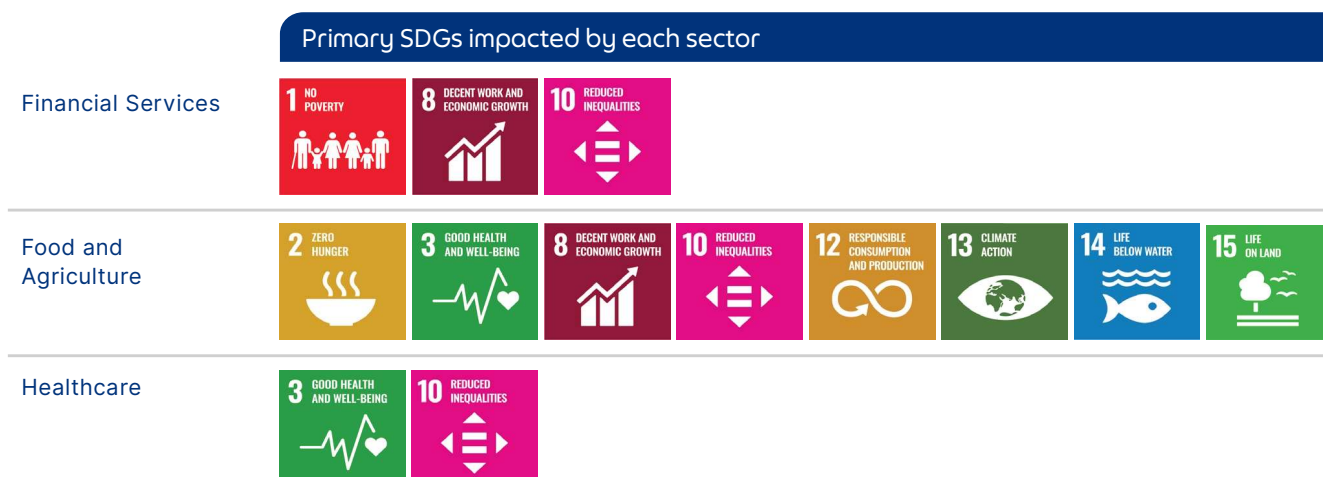 Primary SDGs impacted by each sector
Financial Services
1 NO
POVERTY
8 DECENT WORK AND
ECONOMIC GROWTH
10 REDUCED
INEQUALITIES
Food and
Agriculture
2 ZERO
HUNGER
3 GOOD HEALTH
AND WELL-BEING
8 DECENT WORK AND
ECONOMIC GROWTH
10 REDUCED
INEQUALITIES
12 RESPONSIBLE
CONSUMPTION
AND PRODUCTION
13 CLIMATE
ACTION
14 LIFE
BELOW WATER
15 LIFE
ON LAND
Healthcare
3 GOOD HEALTH
AND WELL-BEING
10 REDUCED
INEQUALITIES